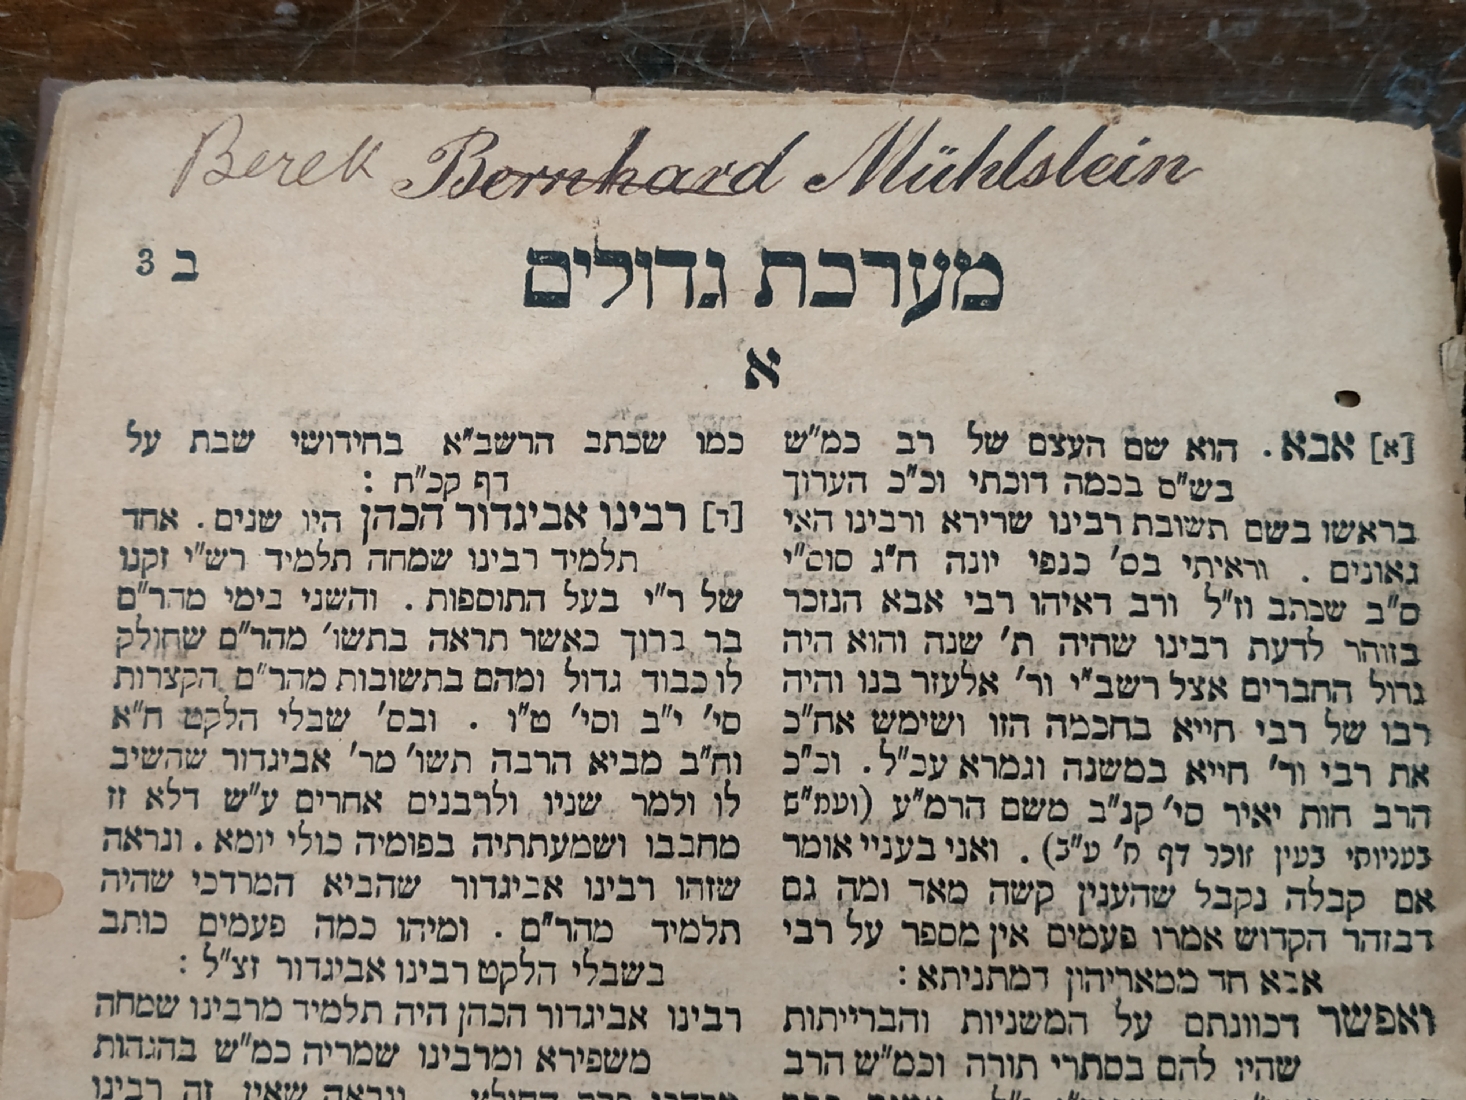 Berek Bernhard Mühlstein
ב 3
מערכת גדולים
א
[א] אבא. הוא שם העצם של רב כמ"ש
בש"ס בכמה דוכתי וכ"כ הערוך
בראשו בשם תשובת רבינו שרירא ורבינו האי
גאונים. וראיתי בס' כנפי יונה ח"ג סוס"י
ס"ב שכתב וז"ל ורב דאיהו רבי אבא הנזכר
בזוהר לדעת רבינו שחיה ת' שנה והוא היה
גדול החברים אצל רשב"י ור' אלעזר בנו והיה
רבו של רבי חייא בחכמה הזו ושימש אח"כ
את רבי ור' חייא במשנה וגמרא עכ"ל. וכ"כ
הרב חות יאיר סי' קנ"ב משם הרמ"ע (ועמ"ש
בעניותי בעין זוכר דף ח' ע"ב). ואני בעניי אומר
אם קבלה נקבל שהענין קשה מאד ומה גם
דבזהר הקדוש אמרו פעמים אין מספר על רבי
אבא חד ממאריהון דמתניתא:
ואפשר דכוונתם על המשניות והברייתות
שהיו להם בסתרי תורה וכמ"ש הרב
כמו שכתב הרשב"א בחידושי שבת על
דף קכ"ח:
[ד] רבינו אביגדור הכהן היו שנים. אחד
תלמיד רבינו שמחה תלמיד רש"י זקנו
של ר"י בעל התוספות. והשני בימי מהר"ם
בר ברוך כאשר תראה בתשו' מהר"ם שחולק
לו כבוד גדול ומהם בתשובות מהר"ם הקצרות
סי' י"ב וסי' ט"ו. ובס' שבלי הלקט ח"א
וח"ב מביא הרבה תשו' מר' אביגדור שהשיב
לו ולמר שניו ולרבנים אחרים ע"ש דלא זז
מחבבו ושמעתתיה בפומיה כולי יומא. ונראה
שזהו רבינו אביגדור שהביא המרדכי שהיה
תלמיד מהר"ם. ומיהו כמה פעמים כותב
בשבלי הלקט רבינו אביגדור זצ"ל:
רבינו אביגדור הכהן היה תלמיד מרבינו שמחה
משפירא ומרבינו שמריה כמ"ש בהגהות
ונראה שאין זה רבינו